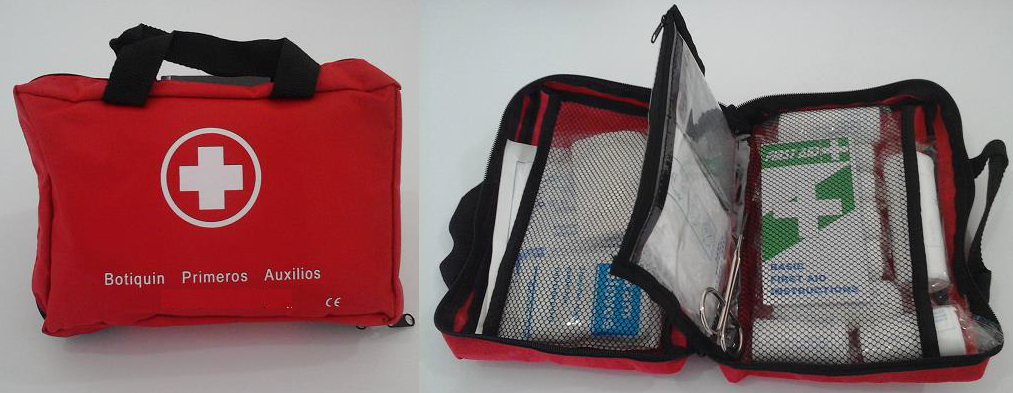 Botiquin Primeros Auxilios
CE
BASIC
FIRST AID
INSTRUCTIONS